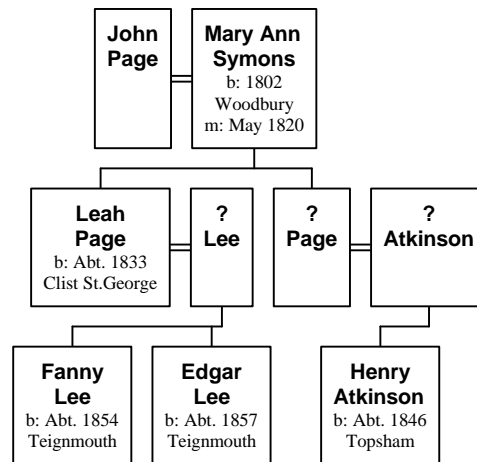 John
Page
Mary Ann
Symons
b: 1802
Woodbury
m: May 1820
Leah
Page
b: Abt. 1833
Clist St.George
?
Lee
?
Page
?
Atkinson
Fanny
Lee
b: Abt. 1854
Teignmouth
Edgar
Lee
b: Abt. 1857
Teignmouth
Henry
Atkinson
b: Abt. 1846
Topsham